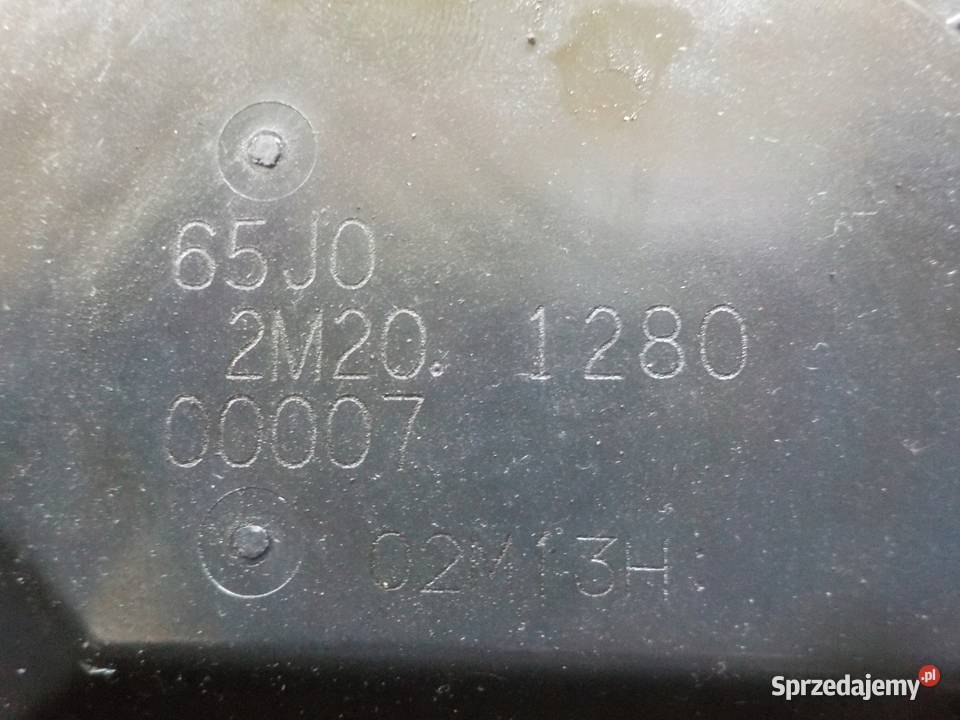 65J0
2M20. 1280
00007
02M13H
Sprzedajemy.pl